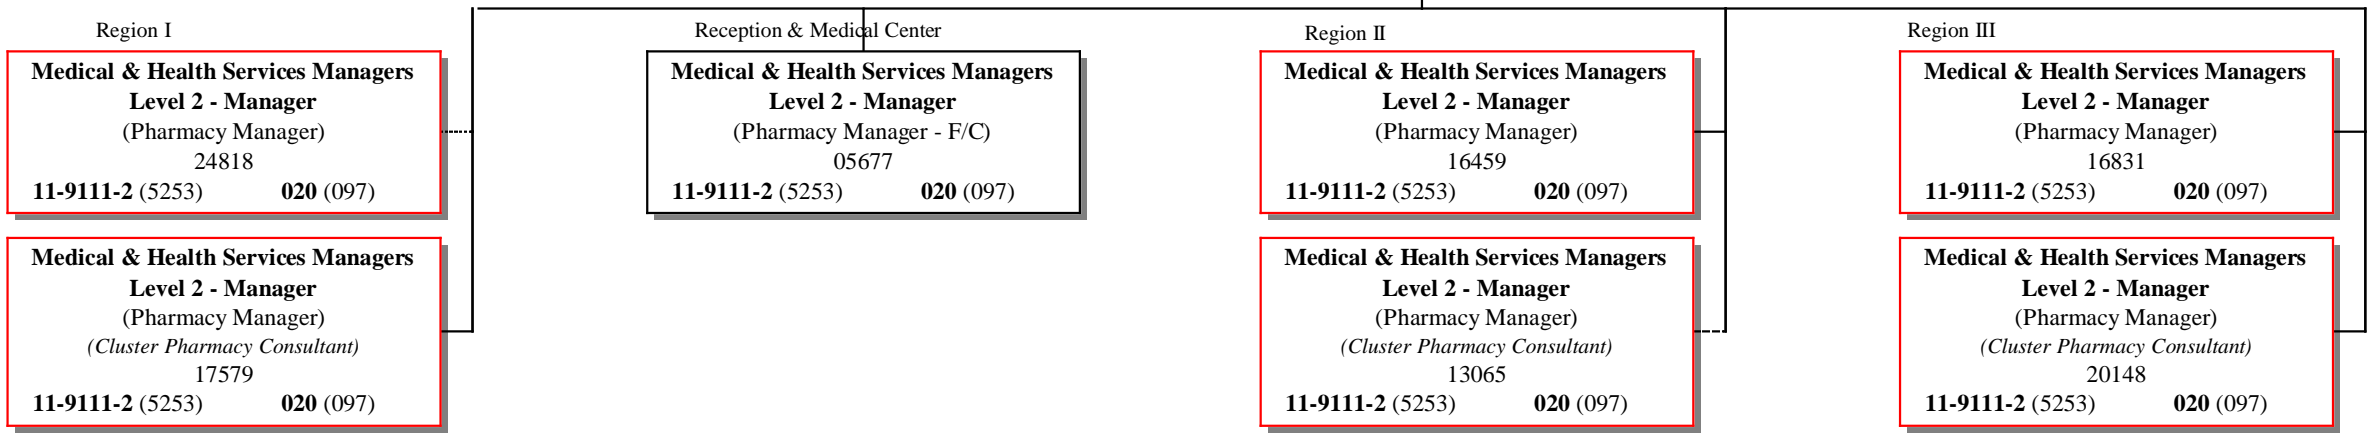 Region I
Medical & Health Services Managers
Level 2 - Manager
(Pharmacy Manager)
24818
11-9111-2 (5253) 020 (097)
Medical & Health Services Managers
Level 2 - Manager
(Pharmacy Manager)
(Cluster Pharmacy Consultant)
17579
11-9111-2 (5253) 020 (097)
Reception & Medical Center
Medical & Health Services Managers
Level 2 - Manager
(Pharmacy Manager - F/C)
05677
11-9111-2 (5253) 020 (097)
Region II
Medical & Health Services Managers
Level 2 - Manager
(Pharmacy Manager)
16459
11-9111-2 (5253) 020 (097)
Medical & Health Services Managers
Level 2 - Manager
(Pharmacy Manager)
(Cluster Pharmacy Consultant)
13065
11-9111-2 (5253) 020 (097)
Region III
Medical & Health Services Managers
Level 2 - Manager
(Pharmacy Manager)
16831
11-9111-2 (5253) 020 (097)
Medical & Health Services Managers
Level 2 - Manager
(Pharmacy Manager)
(Cluster Pharmacy Consultant)
20148
11-9111-2 (5253) 020 (097)